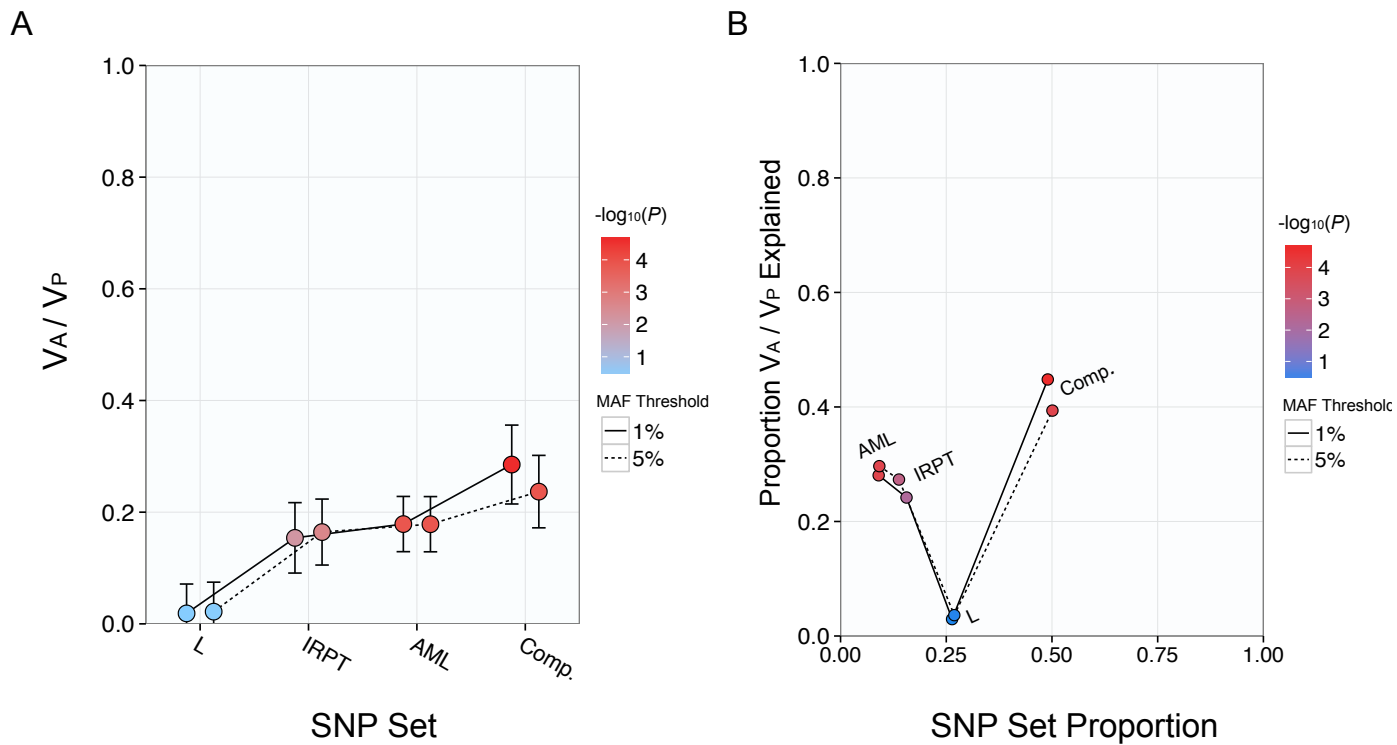 A
VA / VP
1.0
0.8
0.6
0.4
0.2
0.0
L
IRPT
AML
Comp.
SNP Set
-log10(P)
4
3
2
1
MAF Threshold
1%
5%
B
Proportion VA / VP Explained
1.0
0.8
0.6
0.4
0.2
0.0
AML
IRPT
L
Comp.
0.00 0.25 0.50 0.75 1.00
SNP Set Proportion
-log10(P)
4
3
2
1
MAF Threshold
1%
5%